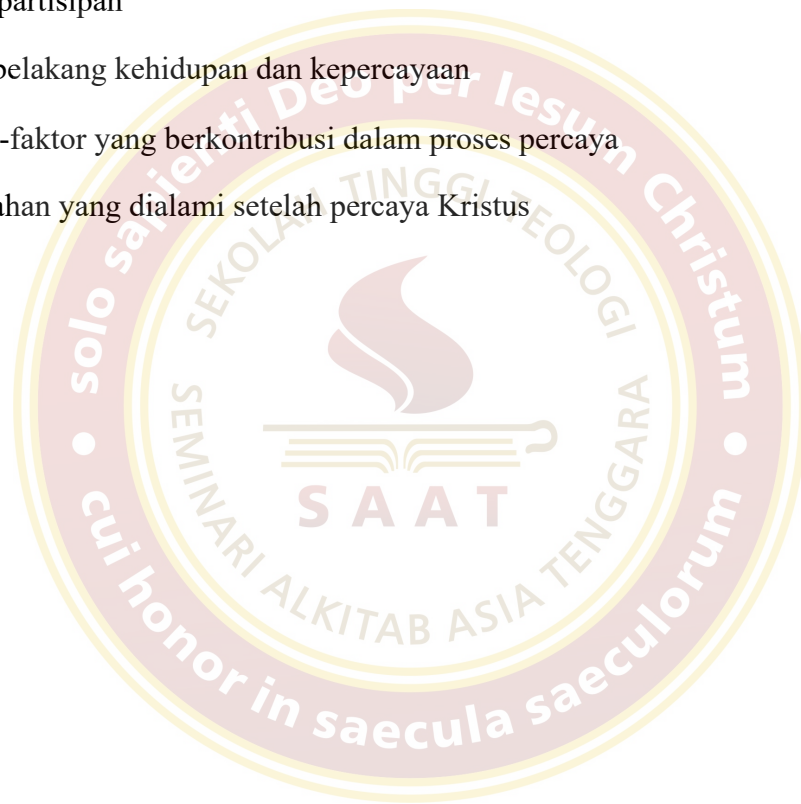 partisipan
belakang kehidupan dan kepercayaan
-faktor yang berkontribusi dalam proses percaya
ahan yang dialami setelah percaya Kristus
solo sapienti Deo per Iesum Christum
SEKOLAH TINGGI TEOLOGI
SAAT
SEMINARI ALKITAB ASIA TENGGARA
cui honor in saecula saeculorum